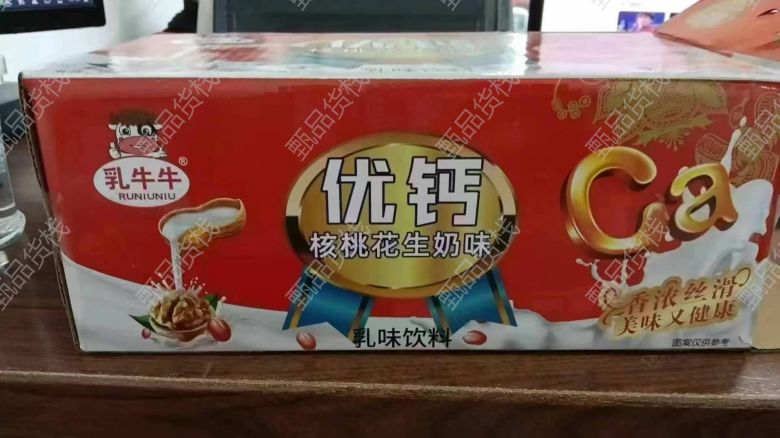 乳牛牛®
RUNIUNIU
优钙
核桃花生奶味
乳味饮料
Ca
香浓丝滑
美味又健康
图案仅供参考
甄品货栈